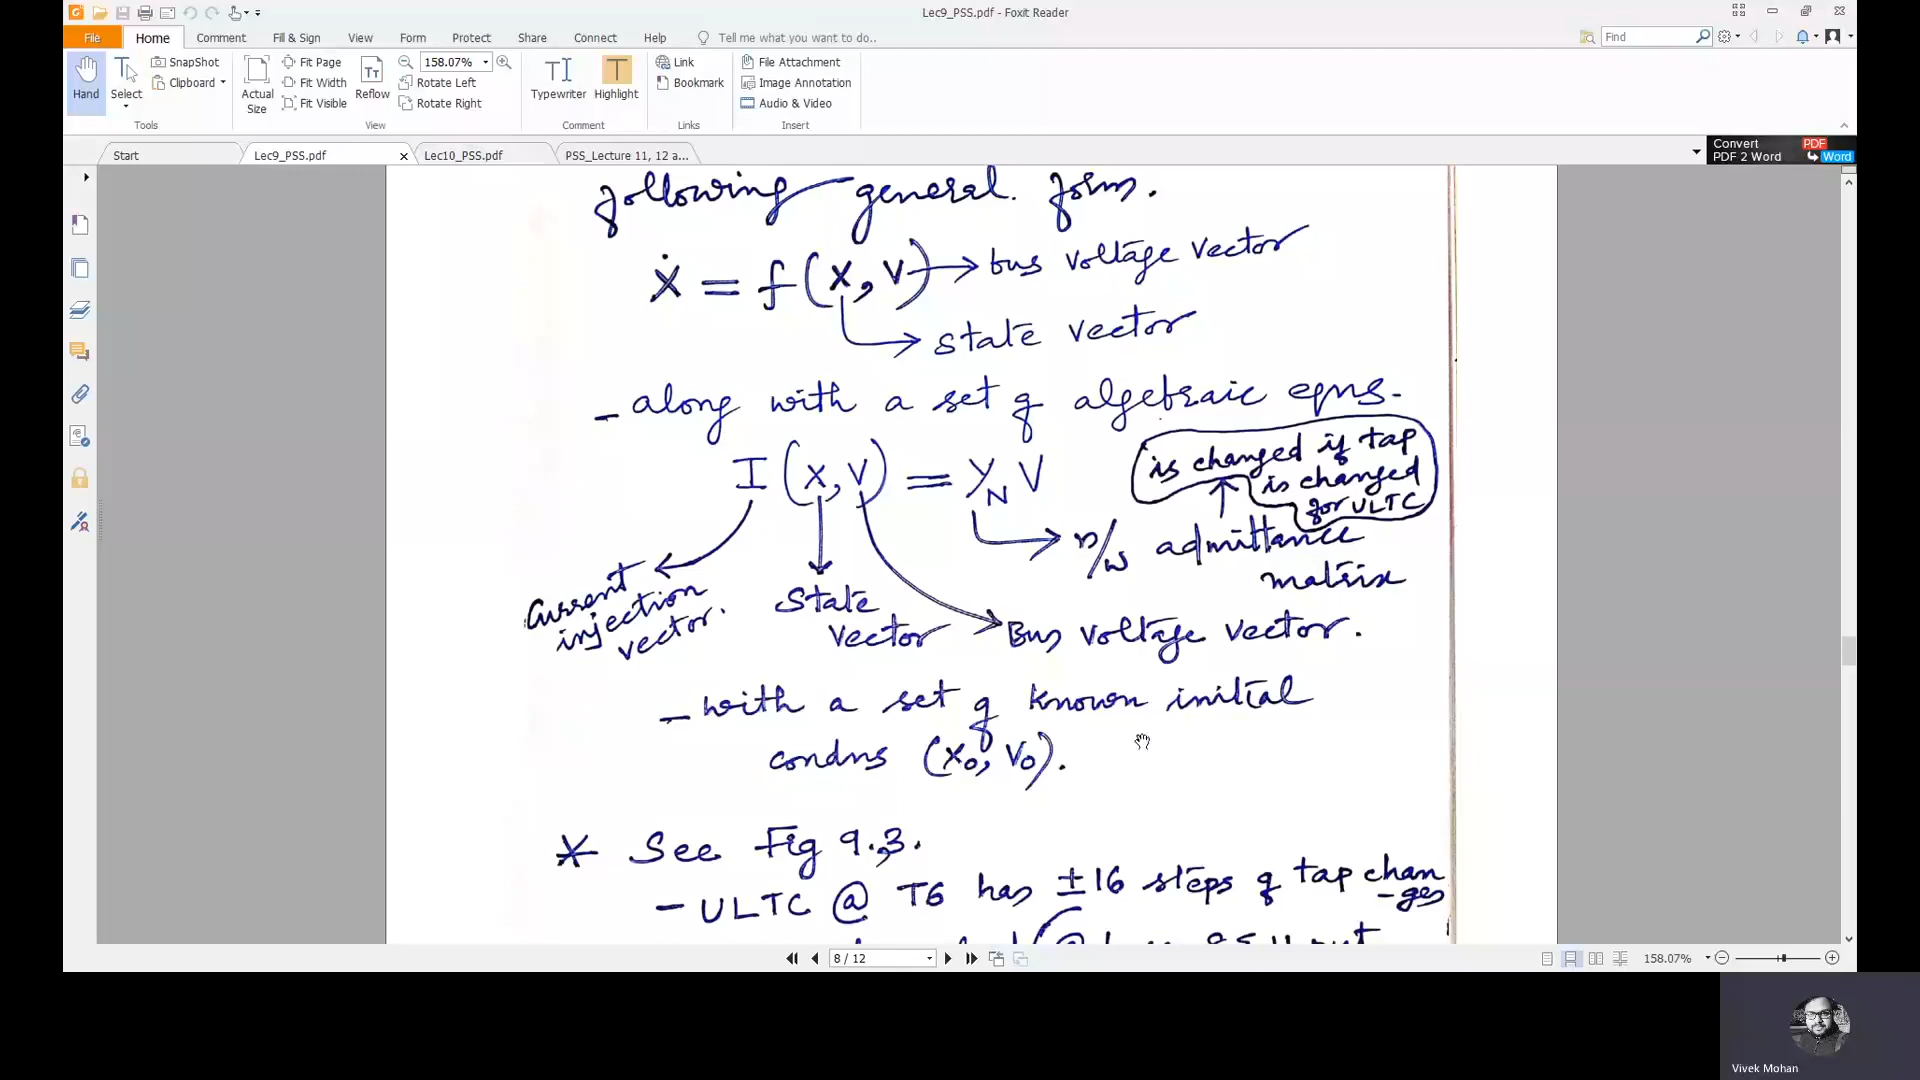 Lec9_PSS.pdf - Foxit Reader
File Home Comment Fill & Sign View Form Protect Share Connect Help Tell me what you want to do.. Find
Hand Select SnapShot Clipboard Actual Size Fit Page Fit Width Fit Visible Reflow 158.07% Rotate Left Rotate Right Typewriter Highlight Link Bookmark File Attachment Image Annotation Audio & Video
Tools View Comment Links Insert
Start Lec9_PSS.pdf Lec10_PSS.pdf PSS_Lecture 11, 12 a...
Convert PDF
PDF 2 Word Word
following general form.
Ẋ = f(X, V) → bus voltage vector
state vector
- along with a set of algebraic eqns.
is changed if tap
is changed
for ULTC
I (X, V) = Y_N V
n/w admittance
matrix
Current
injection
vector.
State
vector
Bus voltage vector.
- with a set of known initial
condns (X₀, V₀).
* See Fig 9.3.
- ULTC @ T6 has ±16 steps of tap chan
-ges
8 / 12
158.07%
Vivek Mohan